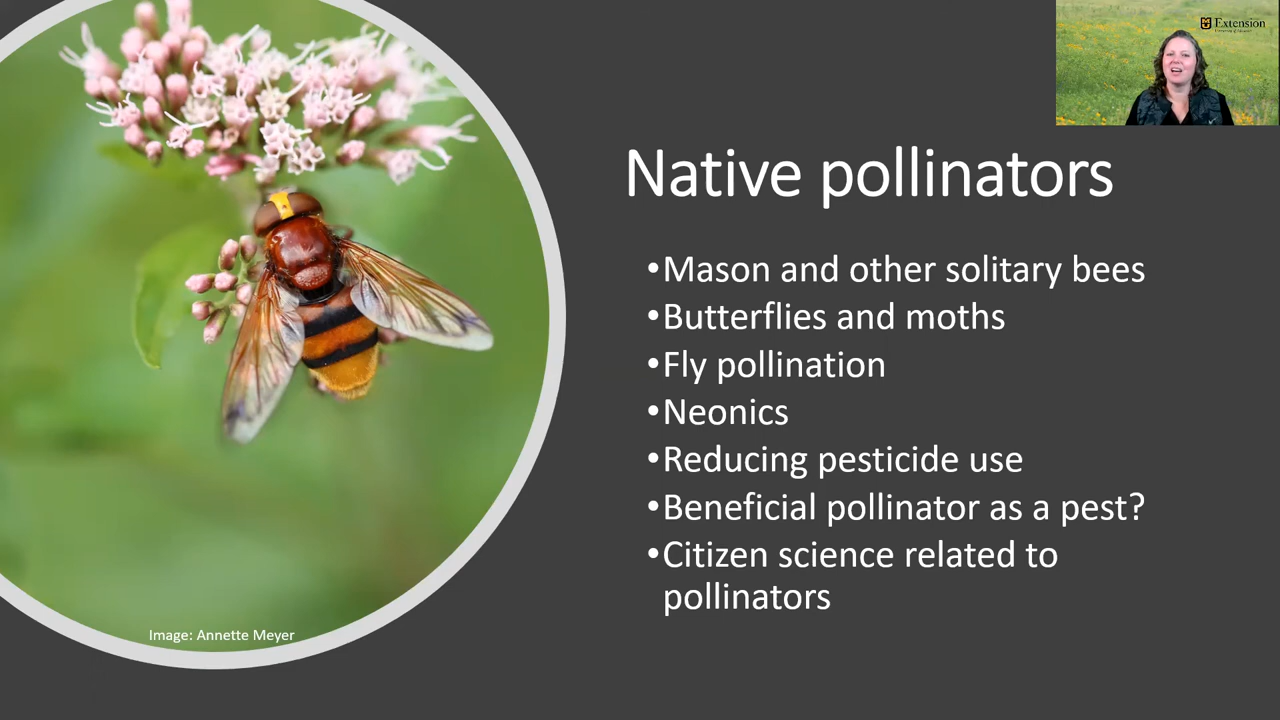 Extension
Native pollinators
•Mason and other solitary bees
•Butterflies and moths
•Fly pollination
•Neonics
•Reducing pesticide use
•Beneficial pollinator as a pest?
•Citizen science related to
pollinators
Image: Annette Meyer